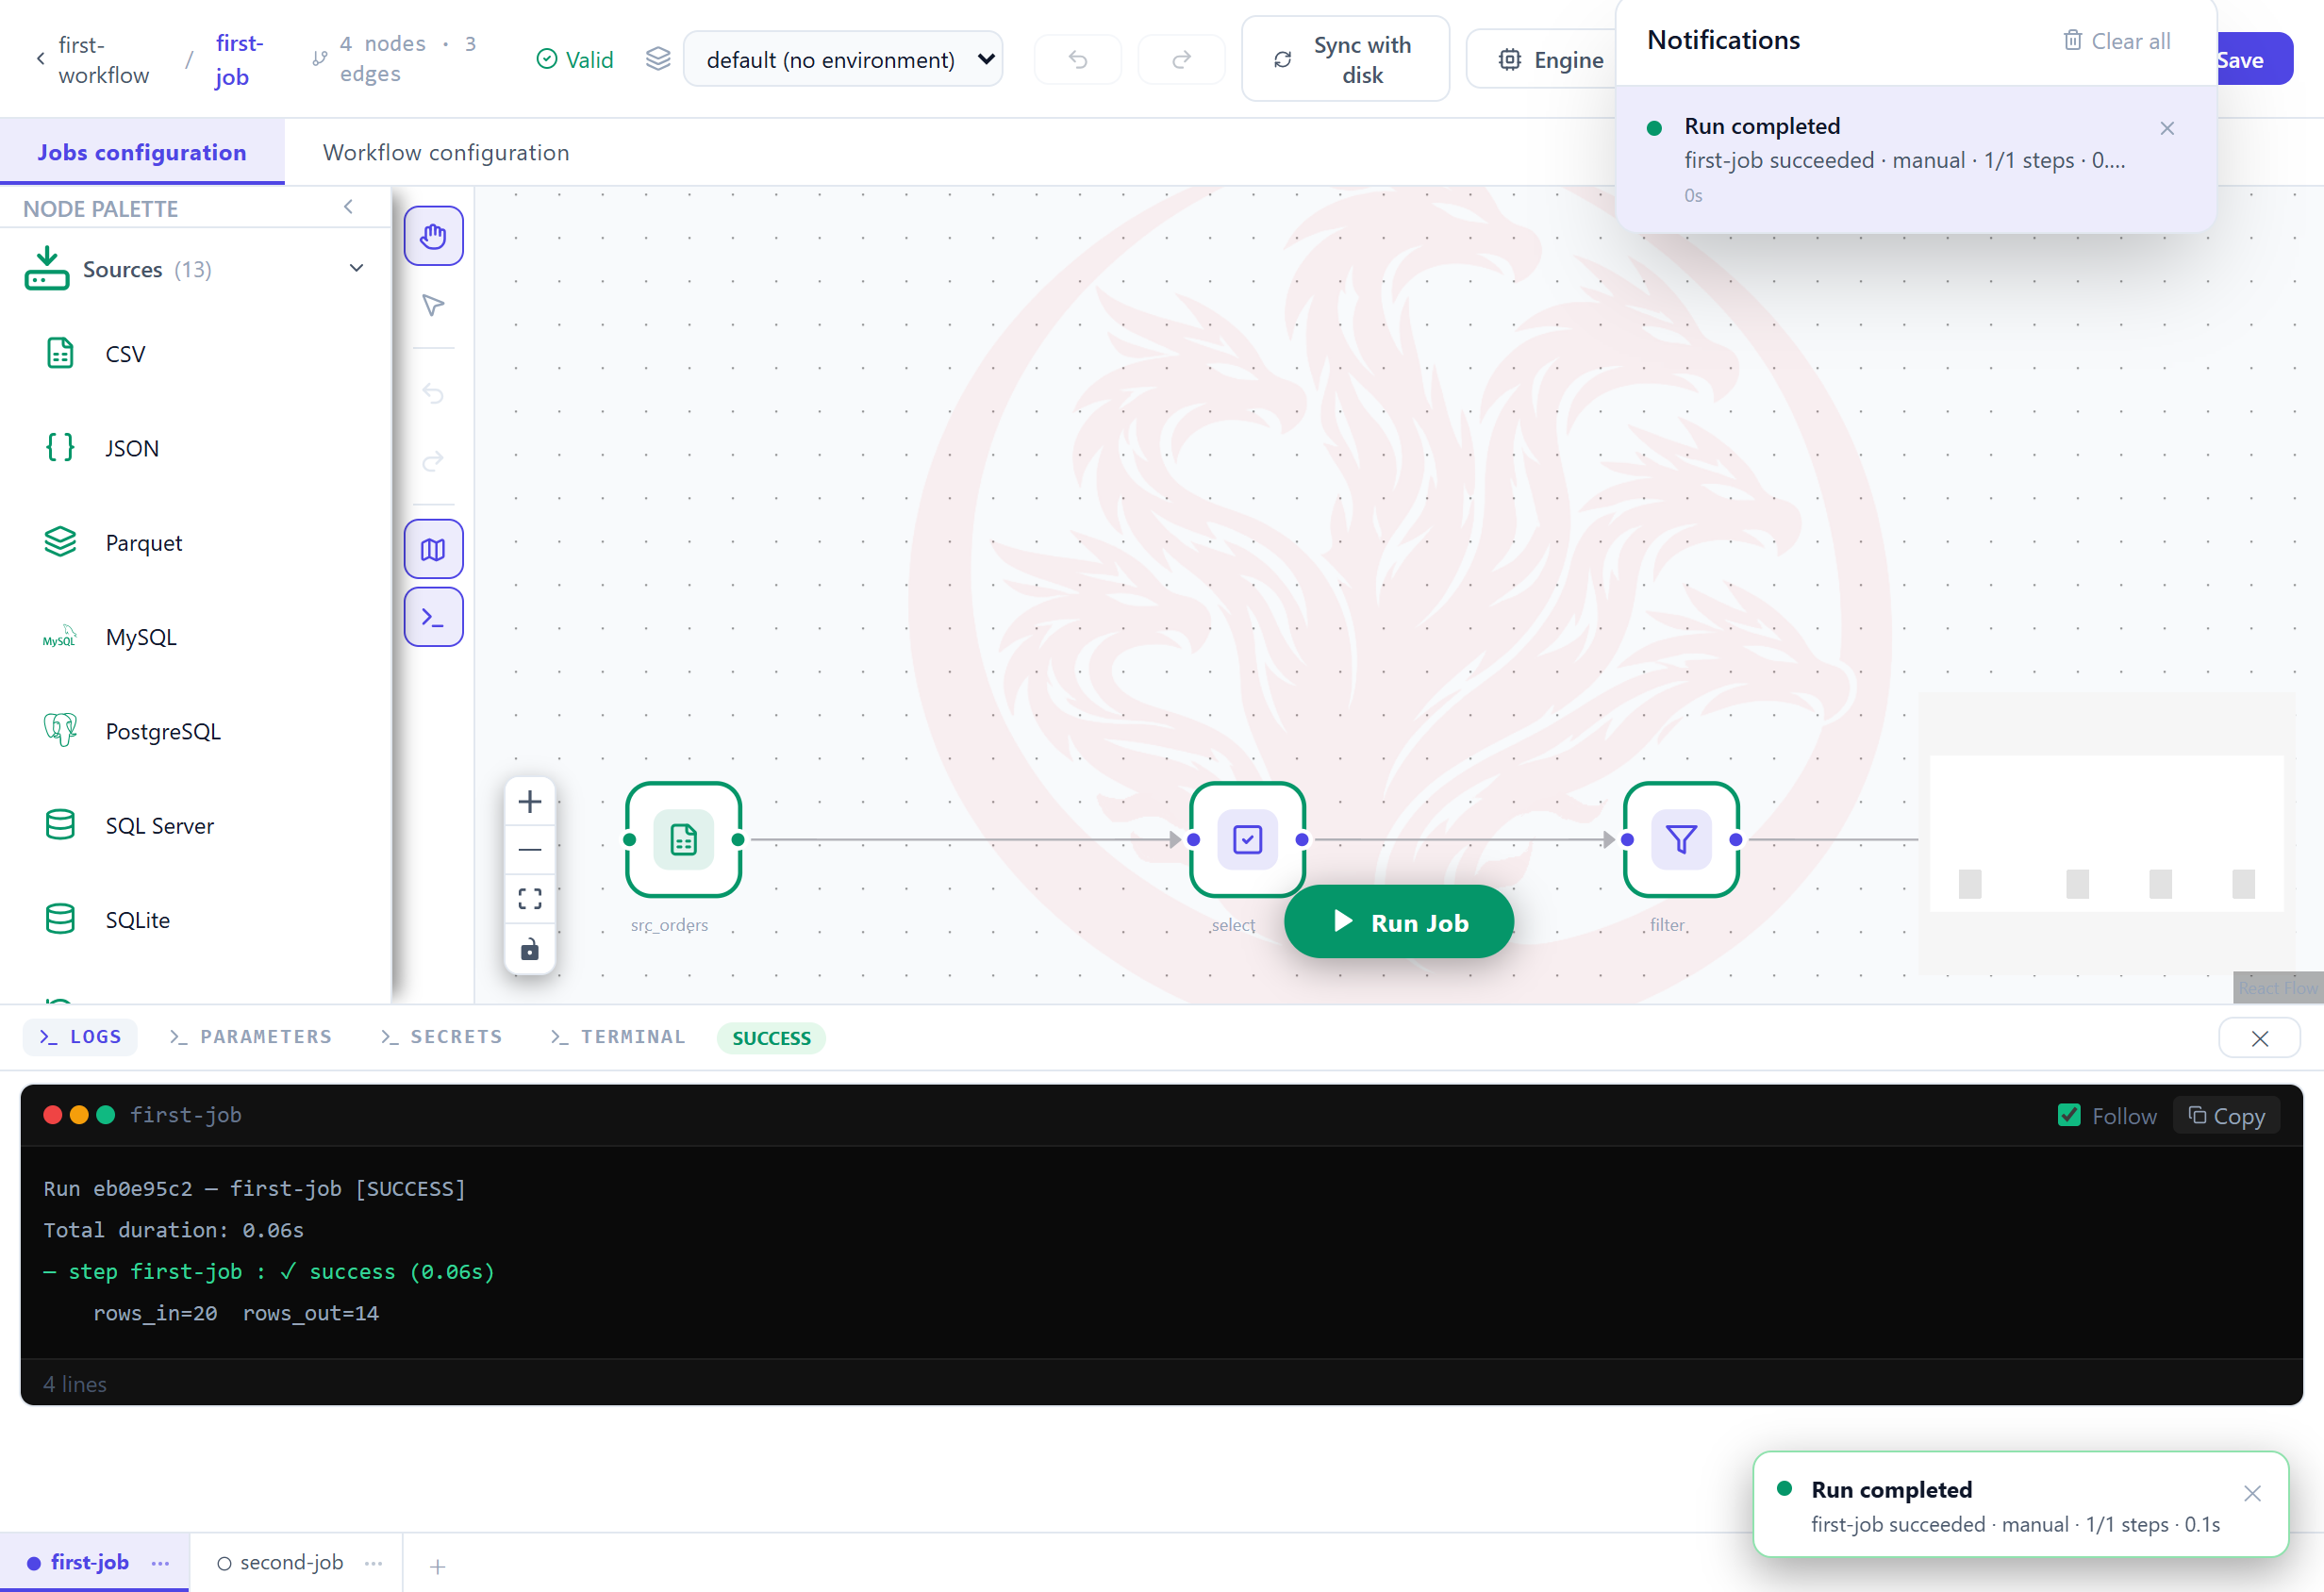 first-
workflow
/
first-
job
4 nodes · 3
edges
Valid
default (no environment)
Sync with
disk
Engine
Save
Notifications
Clear all
Run completed
first-job succeeded · manual · 1/1 steps · 0....
0s
Jobs configuration
Workflow configuration
NODE PALETTE
Sources (13)
CSV
JSON
Parquet
MySQL
MySQL
PostgreSQL
SQL Server
SQLite
src_orders
select
filter
Run Job
React Flow
LOGS
PARAMETERS
SECRETS
TERMINAL
SUCCESS
first-job
Follow
Copy
Run eb0e95c2 — first-job [SUCCESS]
Total duration: 0.06s
— step first-job : ✓ success (0.06s)
rows_in=20 rows_out=14
4 lines
Run completed
first-job succeeded · manual · 1/1 steps · 0.1s
first-job ···
second-job ···